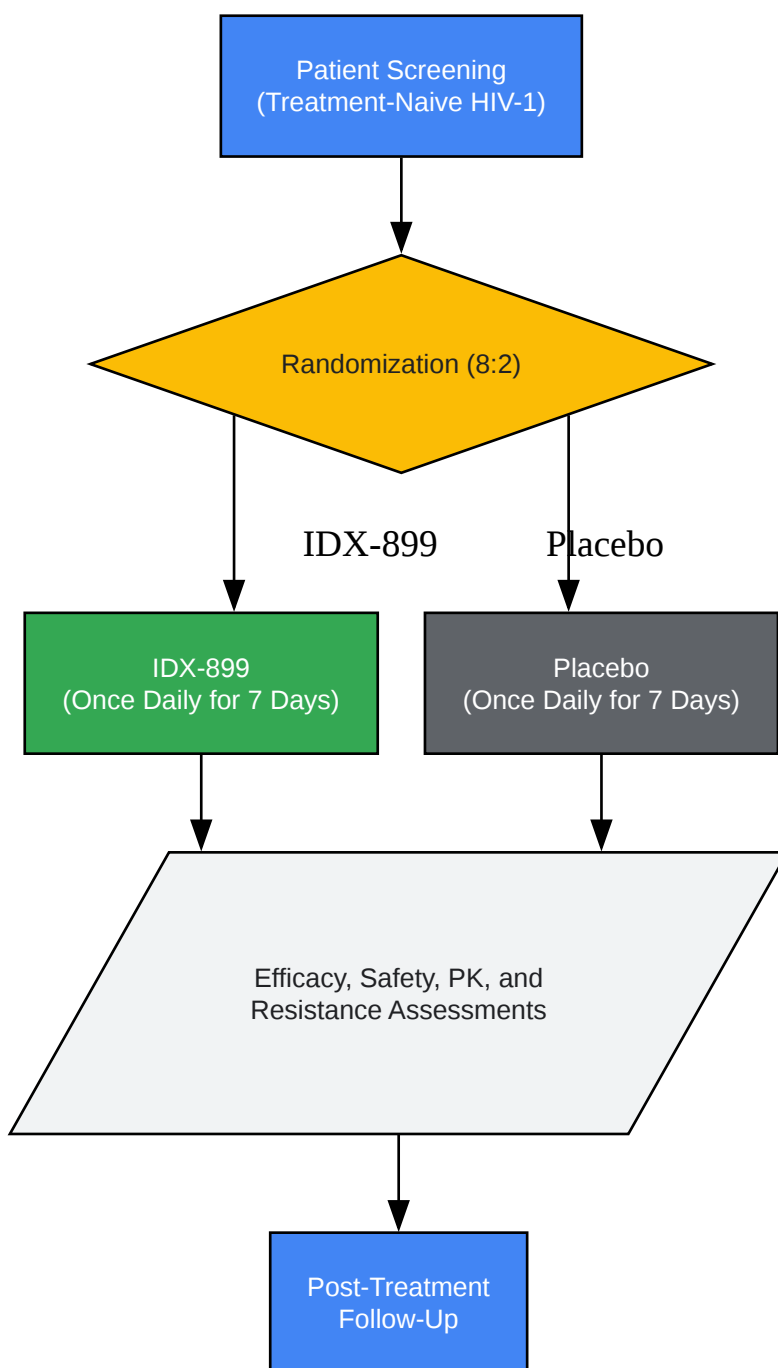 Patient Screening
(Treatment-Naive HIV-1)
Randomization (8:2)
IDX-899
Placebo
IDX-899
(Once Daily for 7 Days)
Placebo
(Once Daily for 7 Days)
Efficacy, Safety, PK, and
Resistance Assessments
Post-Treatment
Follow-Up